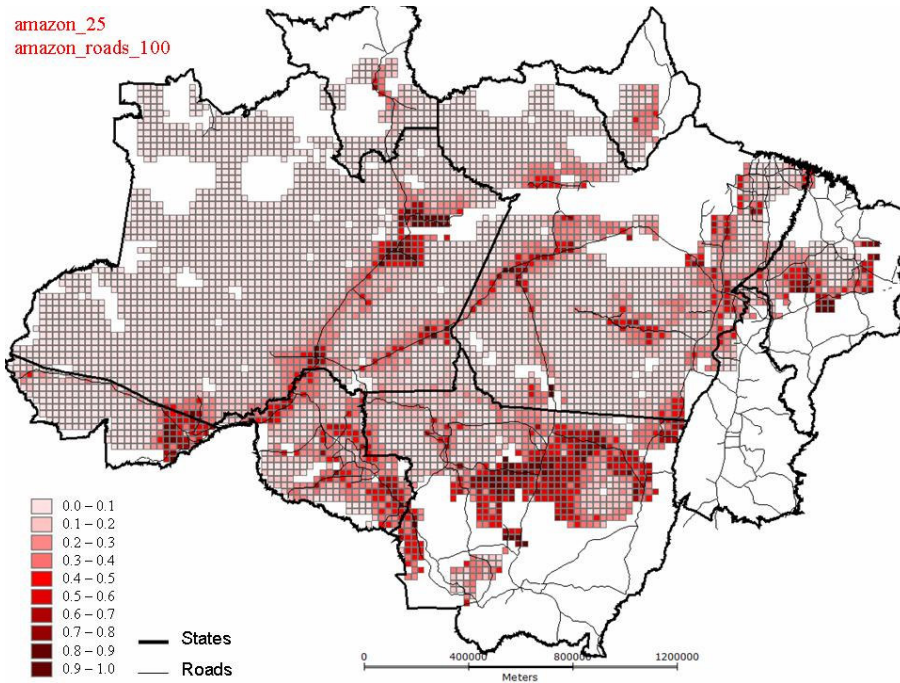 amazon_25
amazon_roads_100
0.0 – 0.1
0.1 – 0.2
0.2 – 0.3
0.3 – 0.4
0.4 – 0.5
0.5 – 0.6
0.6 – 0.7
0.7 – 0.8
0.8 – 0.9
0.9 – 1.0
States
Roads
0 400000 800000 1200000
Meters